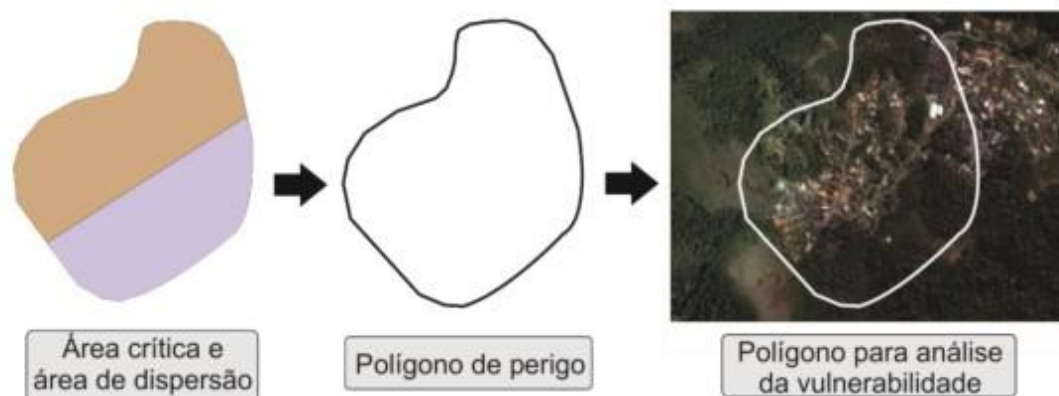 Área crítica e
área de dispersão
Polígono de perigo
Polígono para análise
da vulnerabilidade